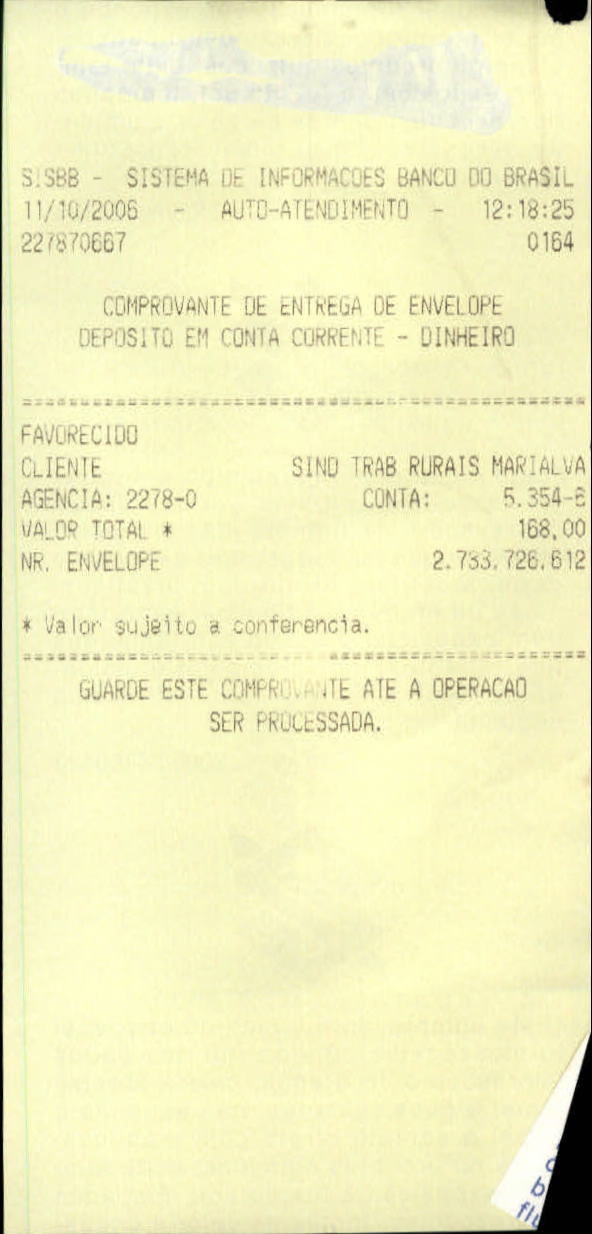 SISBB - SISTEMA DE INFORMACOES BANCO DO BRASIL
11/10/2006 - AUTO-ATENDIMENTO - 12:18:25
227870667 0164
COMPROVANTE DE ENTREGA DE ENVELOPE
DEPOSITO EM CONTA CORRENTE - DINHEIRO
FAVORECIDO
CLIENTE SIND TRAB RURAIS MARIALVA
AGENCIA: 2278-0 CONTA: 5.354-6
VALOR TOTAL * 168,00
NR. ENVELOPE 2.733.726.612
* Valor sujeito a conferencia.
GUARDE ESTE COMPROVANTE ATE A OPERACAO
SER PROCESSADA.